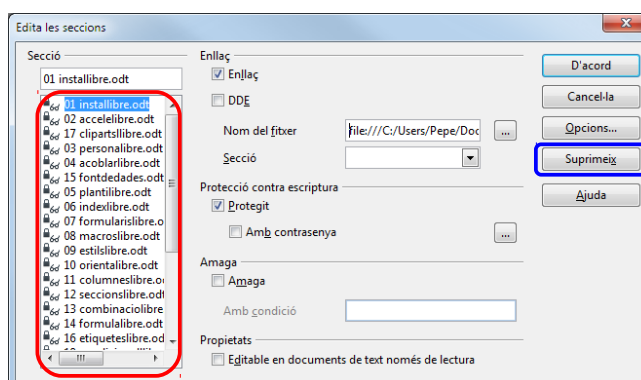 Edita les seccions
Secció
01 installibre.odt
01 installibre.odt
02 accelelibre.odt
17 clipartsllibre.odt
03 personalibre.odt
04 acoblarlibre.odt
15 fontdedades.odt
05 plantilibre.odt
06 indexlibre.odt
07 formularislibre.o
08 macroslibre.odt
09 estilslibre.odt
10 orientalibre.odt
11 columneslibre.o
12 seccionslibre.odt
13 combinaciolibre
14 formulalibre.odt
16 etiqueteslibre.od
Enllaç
Enllaç
DDE
Nom del fitxer
file:///C:/Users/Pepe/Doc
...
Secció
Protecció contra escriptura
Protegit
Amb contrasenya
...
Amaga
Amaga
Amb condició
Propietats
Editable en documents de text només de lectura
D'acord
Cancel·la
Opcions...
Suprimeix
Ajuda